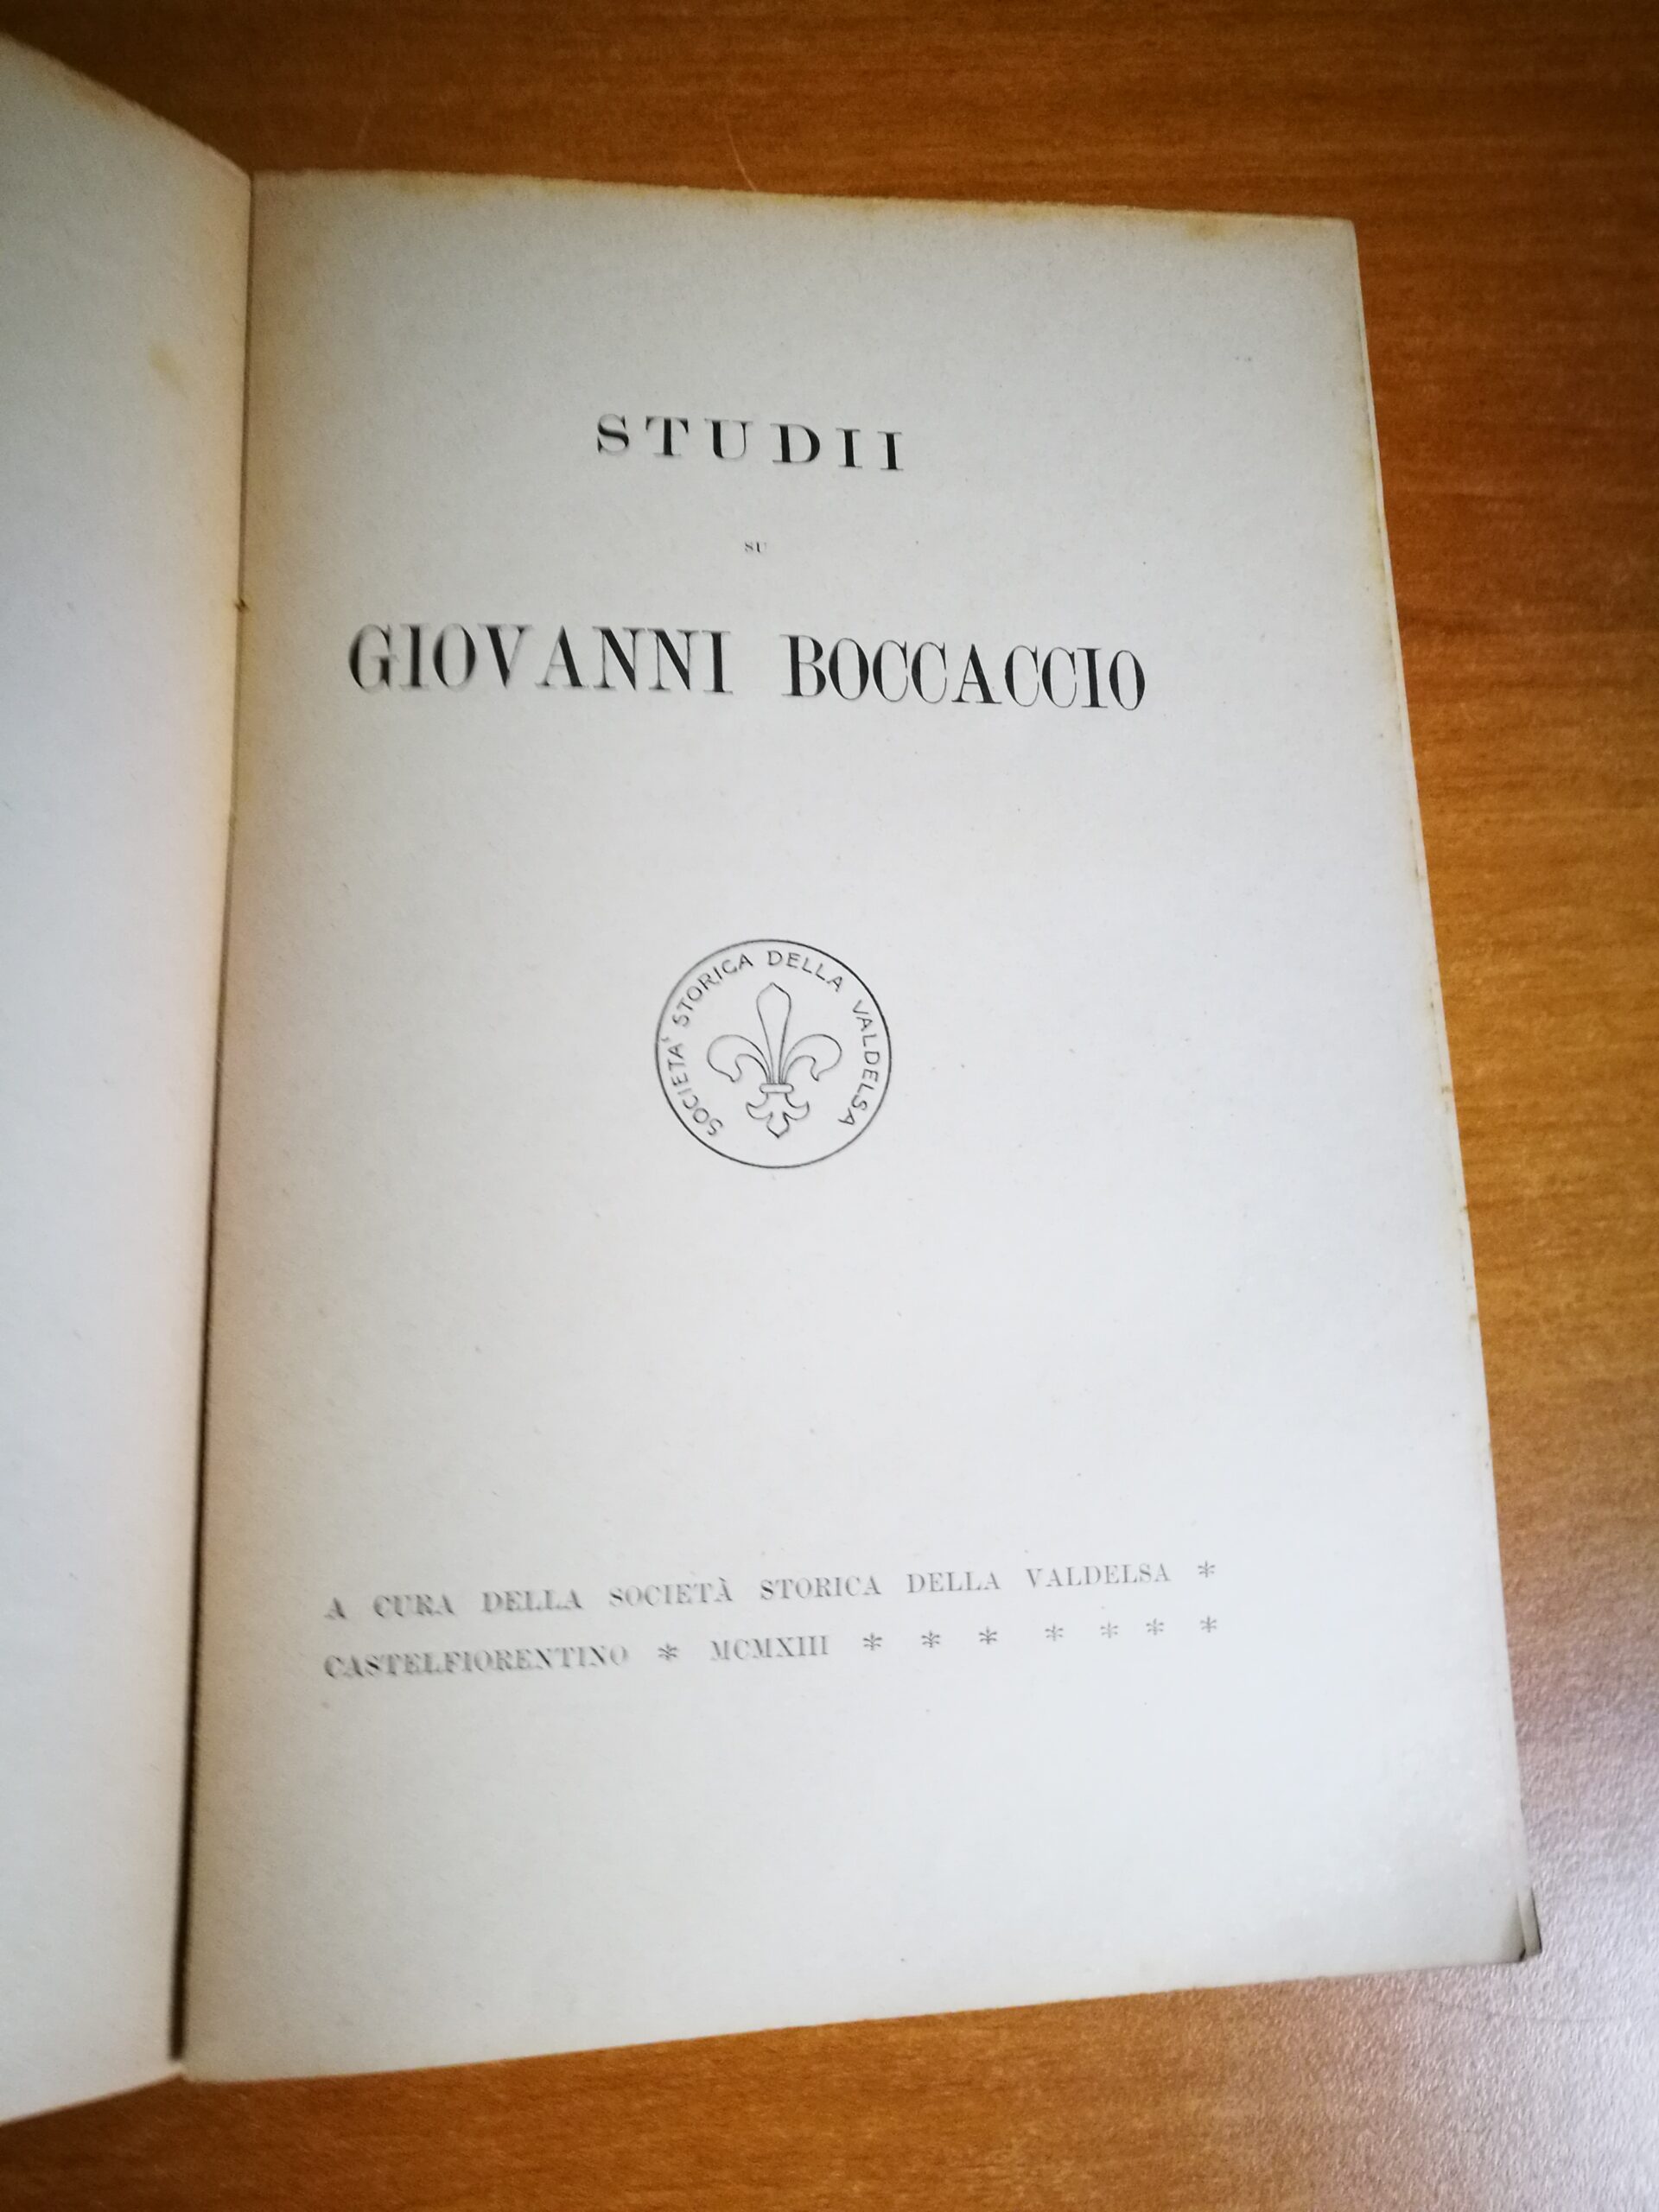 STUDII
SU
GIOVANNI BOCCACCIO
SOCIETA' STORICA DELLA VALDELSA
A CURA DELLA SOCIETÀ STORICA DELLA VALDELSA *
CASTELFIORENTINO * MCMXIII * * * * * * *